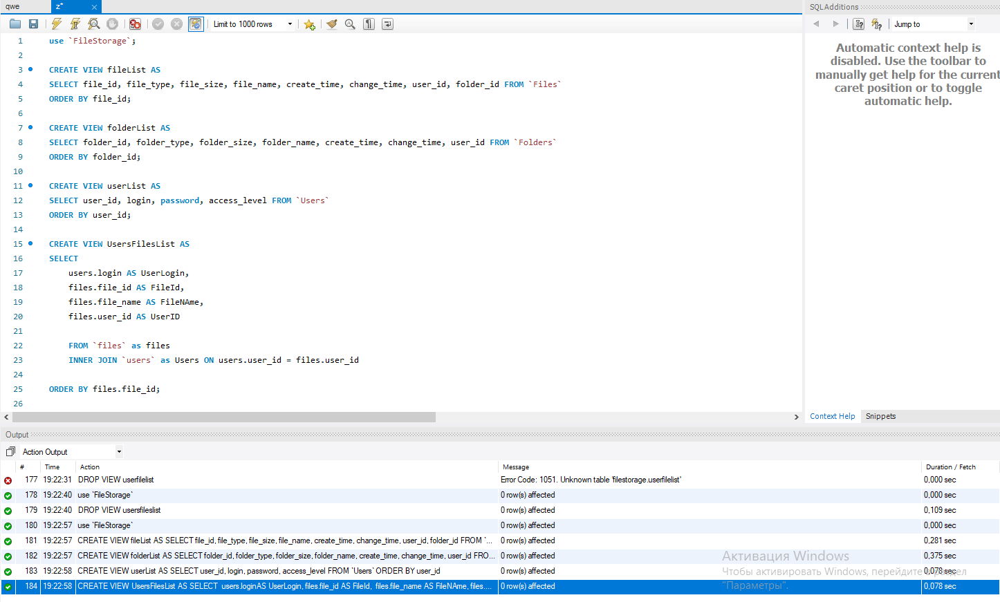 qwe
z*
SQLAdditions
Limit to 1000 rows
Jump to
1 use `FileStorage`;
2
3 CREATE VIEW fileList AS
4 SELECT file_id, file_type, file_size, file_name, create_time, change_time, user_id, folder_id FROM `Files`
5 ORDER BY file_id;
6
7 CREATE VIEW folderList AS
8 SELECT folder_id, folder_type, folder_size, folder_name, create_time, change_time, user_id FROM `Folders`
9 ORDER BY folder_id;
10
11 CREATE VIEW userList AS
12 SELECT user_id, login, password, access_level FROM `Users`
13 ORDER BY user_id;
14
15 CREATE VIEW UsersFilesList AS
16 SELECT
17 users.login AS UserLogin,
18 files.file_id AS FileId,
19 files.file_name AS FileNAme,
20 files.user_id AS UserID
21
22 FROM `files` as files
23 INNER JOIN `users` as Users ON users.user_id = files.user_id
24
25 ORDER BY files.file_id;
26
Automatic context help is
disabled. Use the toolbar to
manually get help for the current
caret position or to toggle
automatic help.
Context Help Snippets
Output
Action Output
# Time Action Message Duration / Fetch
177 19:22:31 DROP VIEW userfilelist Error Code: 1051. Unknown table 'filestorage.userfilelist' 0,000 sec
178 19:22:40 use `FileStorage` 0 row(s) affected 0,000 sec
179 19:22:40 DROP VIEW usersfileslist 0 row(s) affected 0,109 sec
180 19:22:57 use `FileStorage` 0 row(s) affected 0,000 sec
181 19:22:57 CREATE VIEW fileList AS SELECT file_id, file_type, file_size, file_name, create_time, change_time, user_id, folder_id FROM `... 0 row(s) affected 0,281 sec
182 19:22:57 CREATE VIEW folderList AS SELECT folder_id, folder_type, folder_size, folder_name, create_time, change_time, user_id FRO... 0 row(s) affected 0,375 sec
183 19:22:58 CREATE VIEW userList AS SELECT user_id, login, password, access_level FROM `Users` ORDER BY user_id 0 row(s) affected 0,078 sec
184 19:22:58 CREATE VIEW UsersFilesList AS SELECT users.loginAS UserLogin, files.file_id AS FileId, files.file_name AS FileNAme, files.... 0 row(s) affected 0,078 sec
Активация Windows
Чтобы активировать Windows, перейдите в раздел
"Параметры".